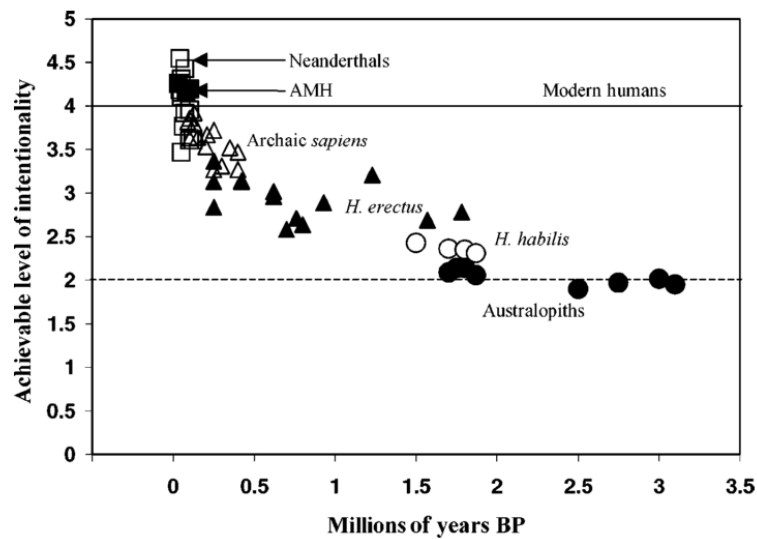 5
4.5
4
3.5
3
2.5
2
1.5
1
0.5
0
Achievable level of intentionality
Neanderthals
AMH
Modern humans
Archaic sapiens
H. erectus
H. habilis
Australopiths
0 0.5 1 1.5 2 2.5 3 3.5
Millions of years BP